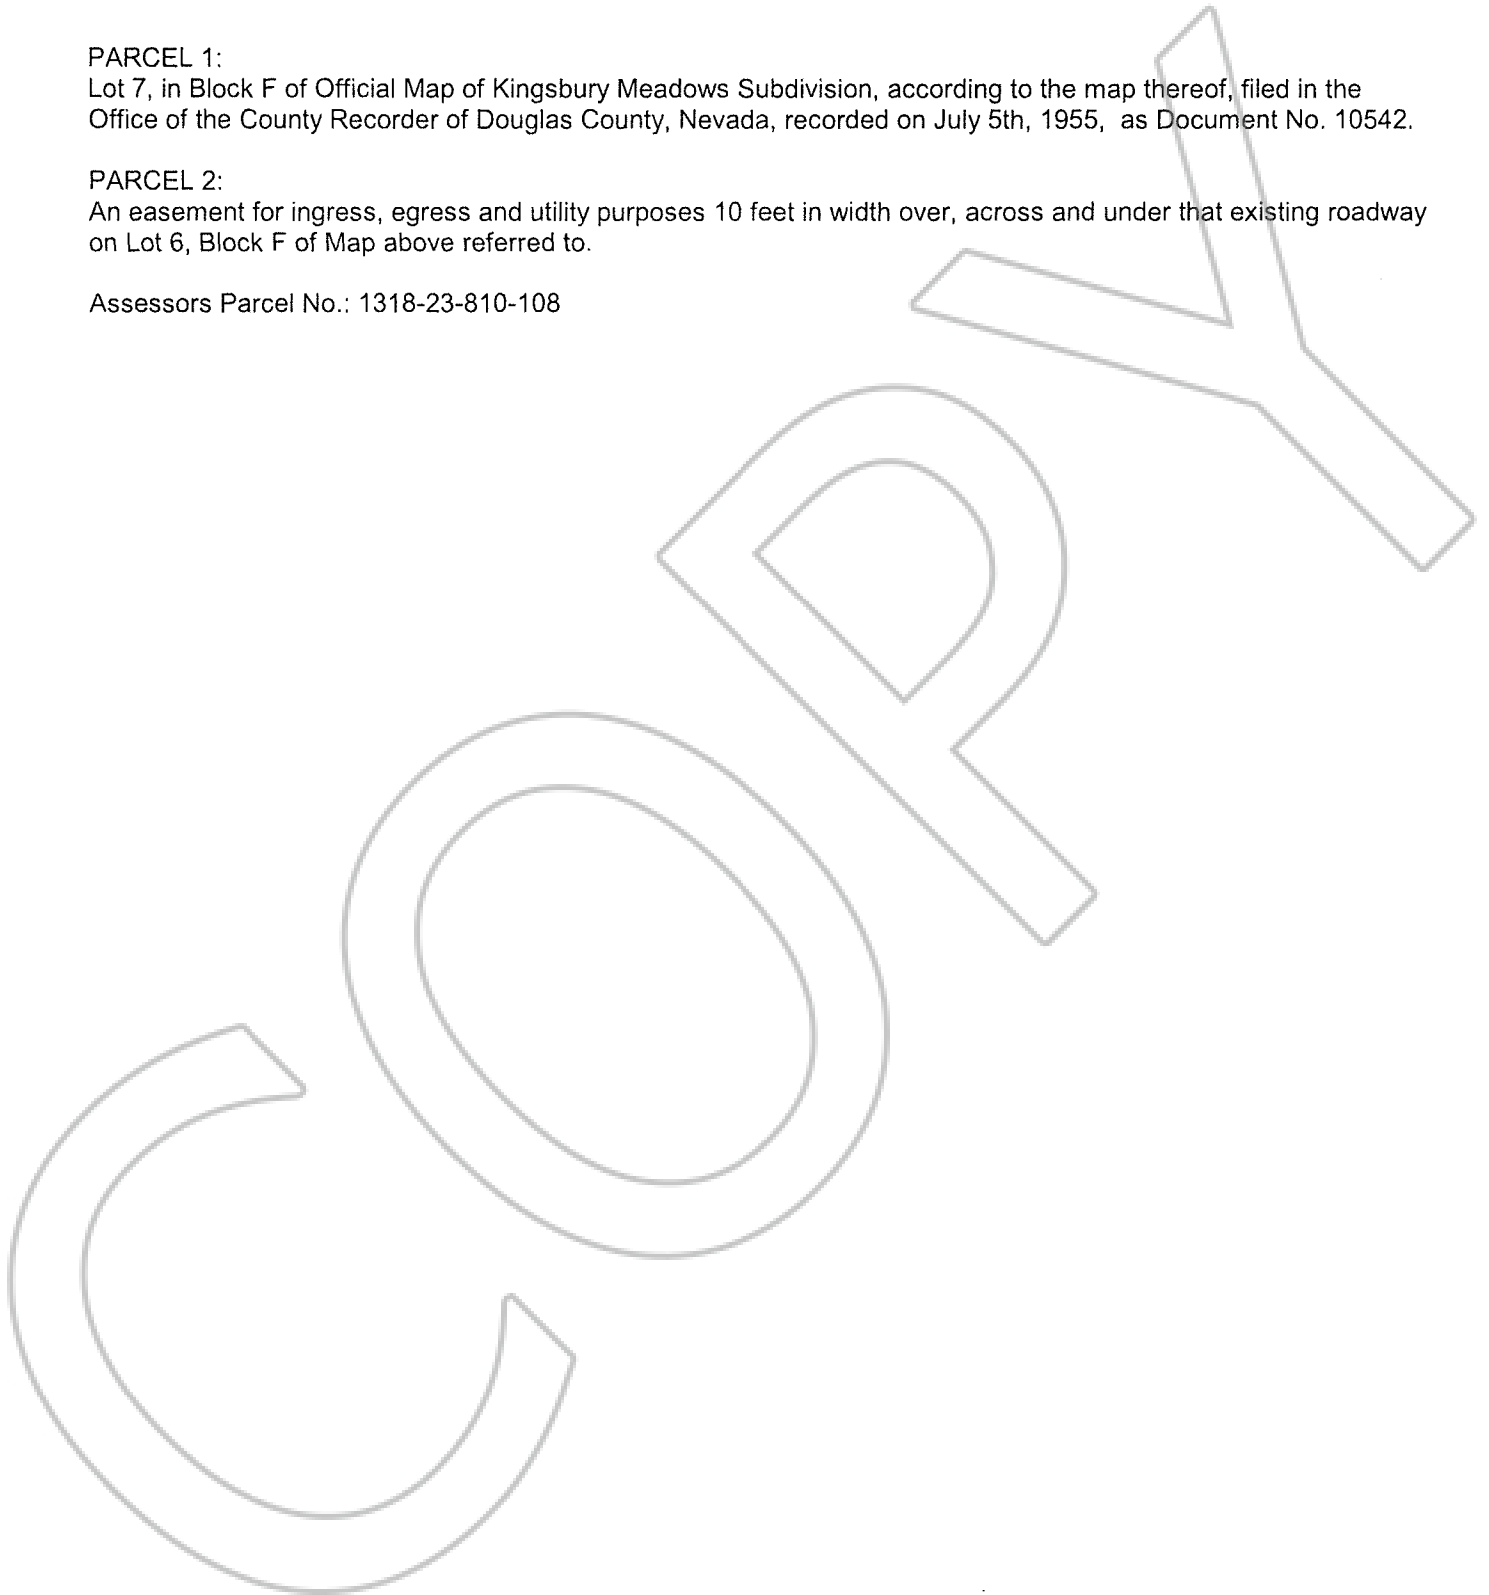 PARCEL 1:
Lot 7, in Block F of Official Map of Kingsbury Meadows Subdivision, according to the map thereof, filed in the
Office of the County Recorder of Douglas County, Nevada, recorded on July 5th, 1955,  as Document No. 10542.
PARCEL 2:
An easement for ingress, egress and utility purposes 10 feet in width over, across and under that existing roadway
on Lot 6, Block F of Map above referred to.
Assessors Parcel No.: 1318-23-810-108
COPY